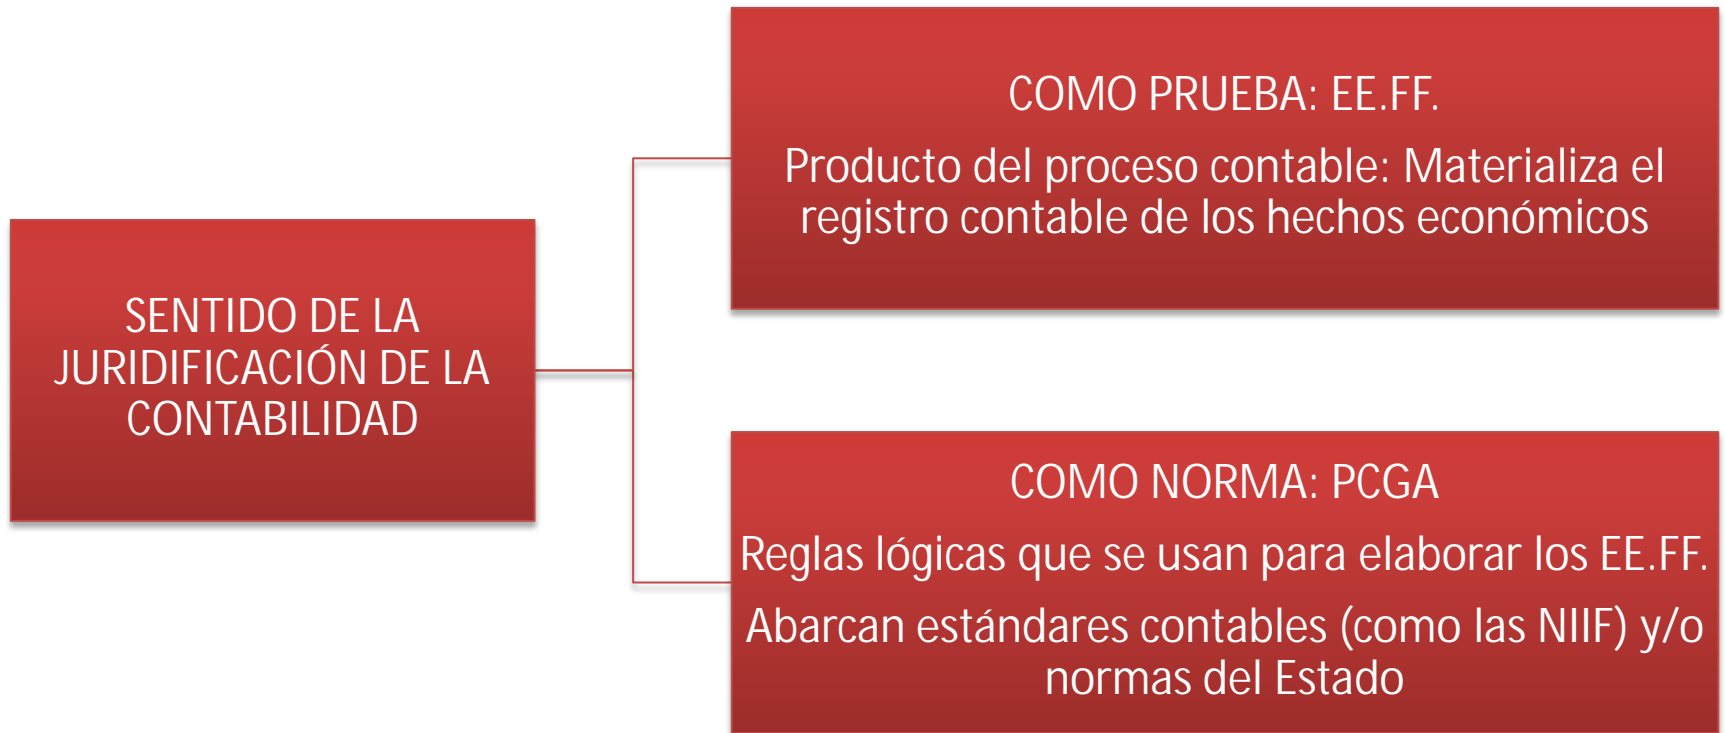 SENTIDO DE LA
JURIDIFICACIÓN DE LA
CONTABILIDAD
COMO PRUEBA: EE.FF.
Producto del proceso contable: Materializa el
registro contable de los hechos económicos
COMO NORMA: PCGA
Reglas lógicas que se usan para elaborar los EE.FF.
Abarcan estándares contables (como las NIIF) y/o
normas del Estado